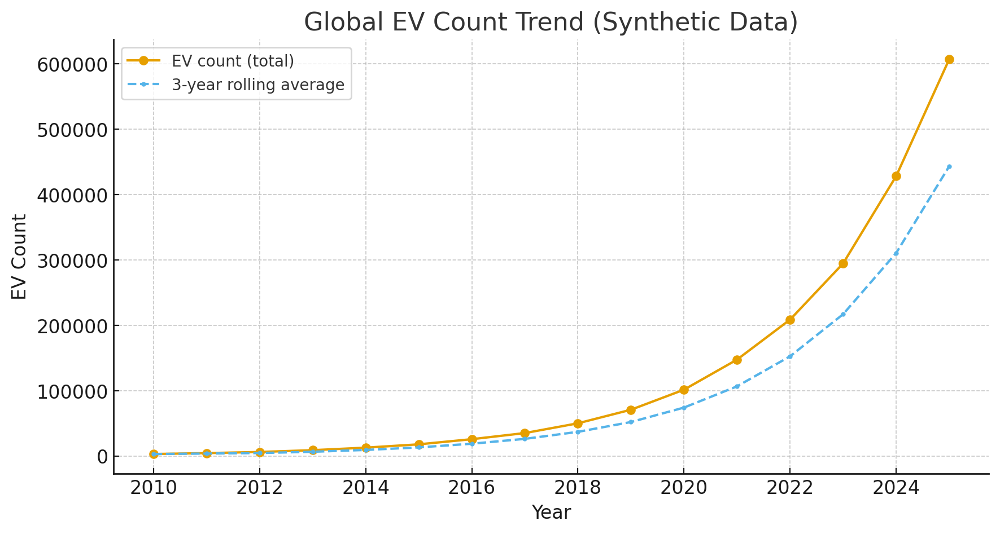 Global EV Count Trend (Synthetic Data)
EV count (total)
3-year rolling average
600000
500000
400000
300000
200000
100000
0
EV Count
2010 2012 2014 2016 2018 2020 2022 2024
Year